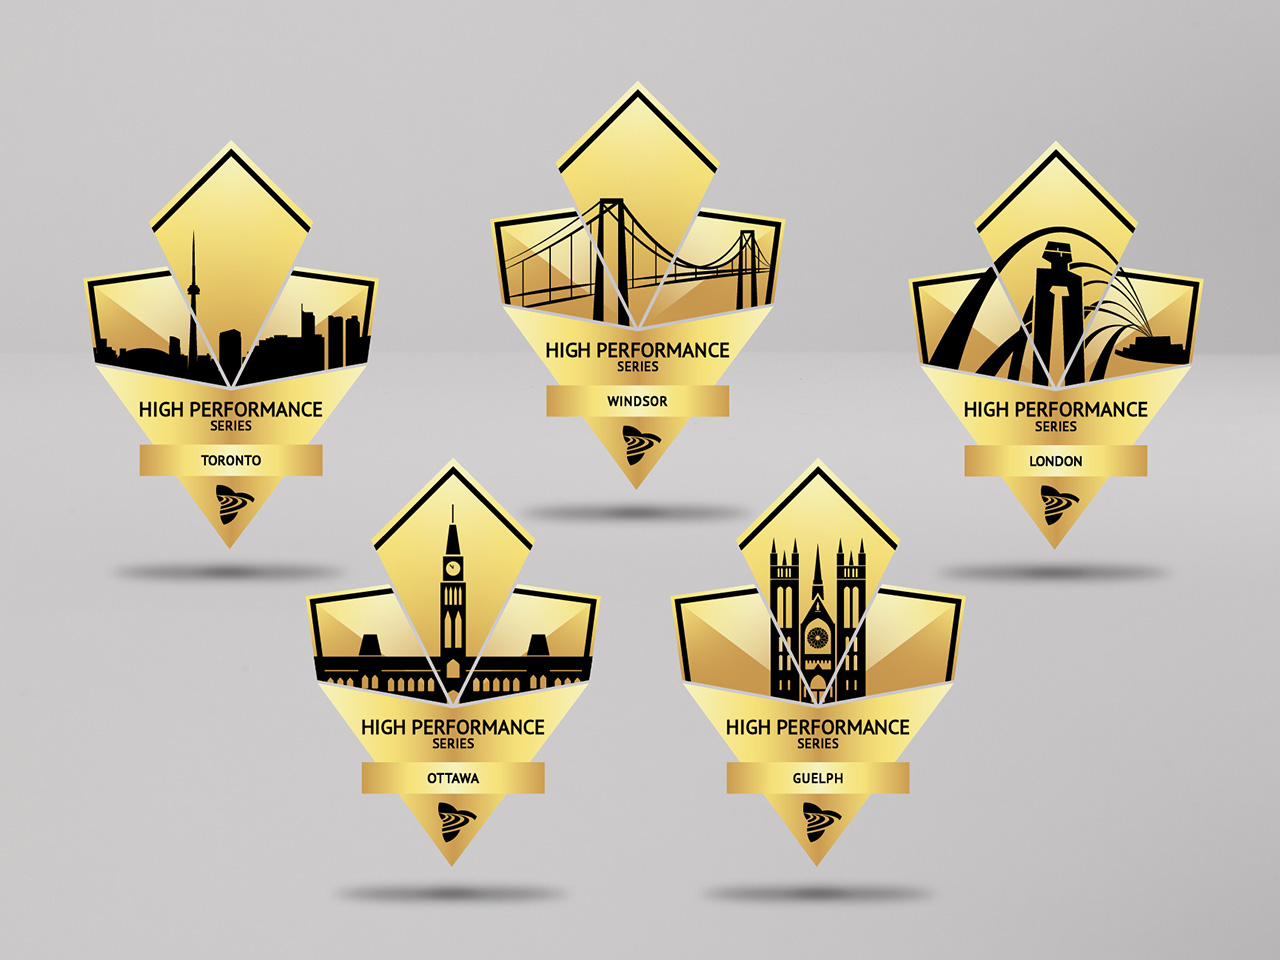 HIGH PERFORMANCE
SERIES
TORONTO
HIGH PERFORMANCE
SERIES
WINDSOR
HIGH PERFORMANCE
SERIES
LONDON
HIGH PERFORMANCE
SERIES
OTTAWA
HIGH PERFORMANCE
SERIES
GUELPH